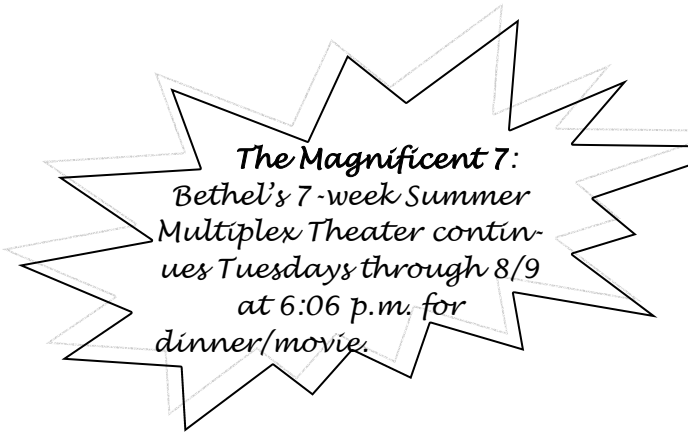 The Magnificent 7:
Bethel's 7-week Summer
Multiplex Theater contin-
ues Tuesdays through 8/9
at 6:06 p.m. for
dinner/movie.